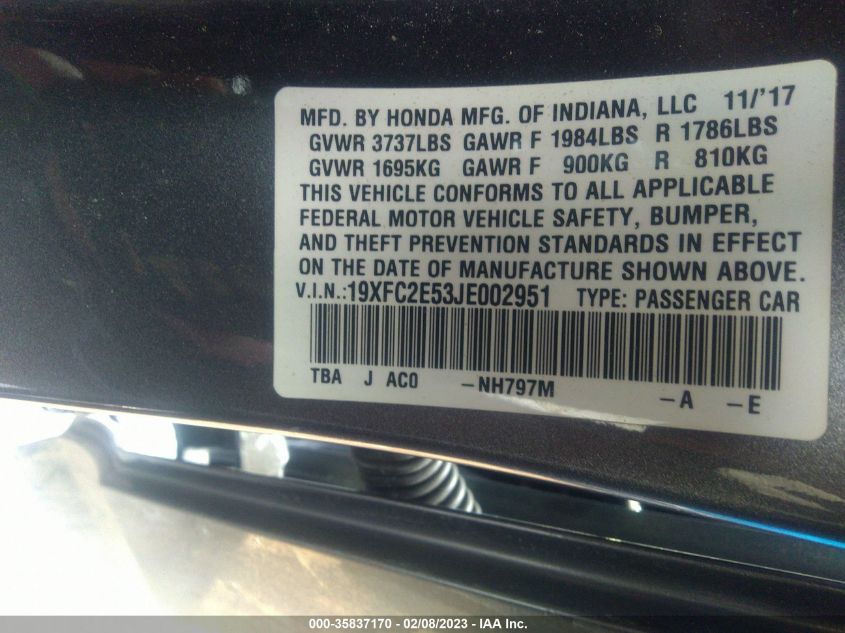 MFD. BY HONDA MFG. OF INDIANA, LLC 11/'17
GVWR 3737LBS GAWR F 1984LBS R 1786LBS
GVWR 1695KG GAWR F 900KG R 810KG
THIS VEHICLE CONFORMS TO ALL APPLICABLE
FEDERAL MOTOR VEHICLE SAFETY, BUMPER,
AND THEFT PREVENTION STANDARDS IN EFFECT
ON THE DATE OF MANUFACTURE SHOWN ABOVE.
V.I.N.:19XFC2E53JE002951 TYPE: PASSENGER CAR
TBA J AC0 -NH797M -A -E
000-35837170 - 02/08/2023 - IAA Inc.